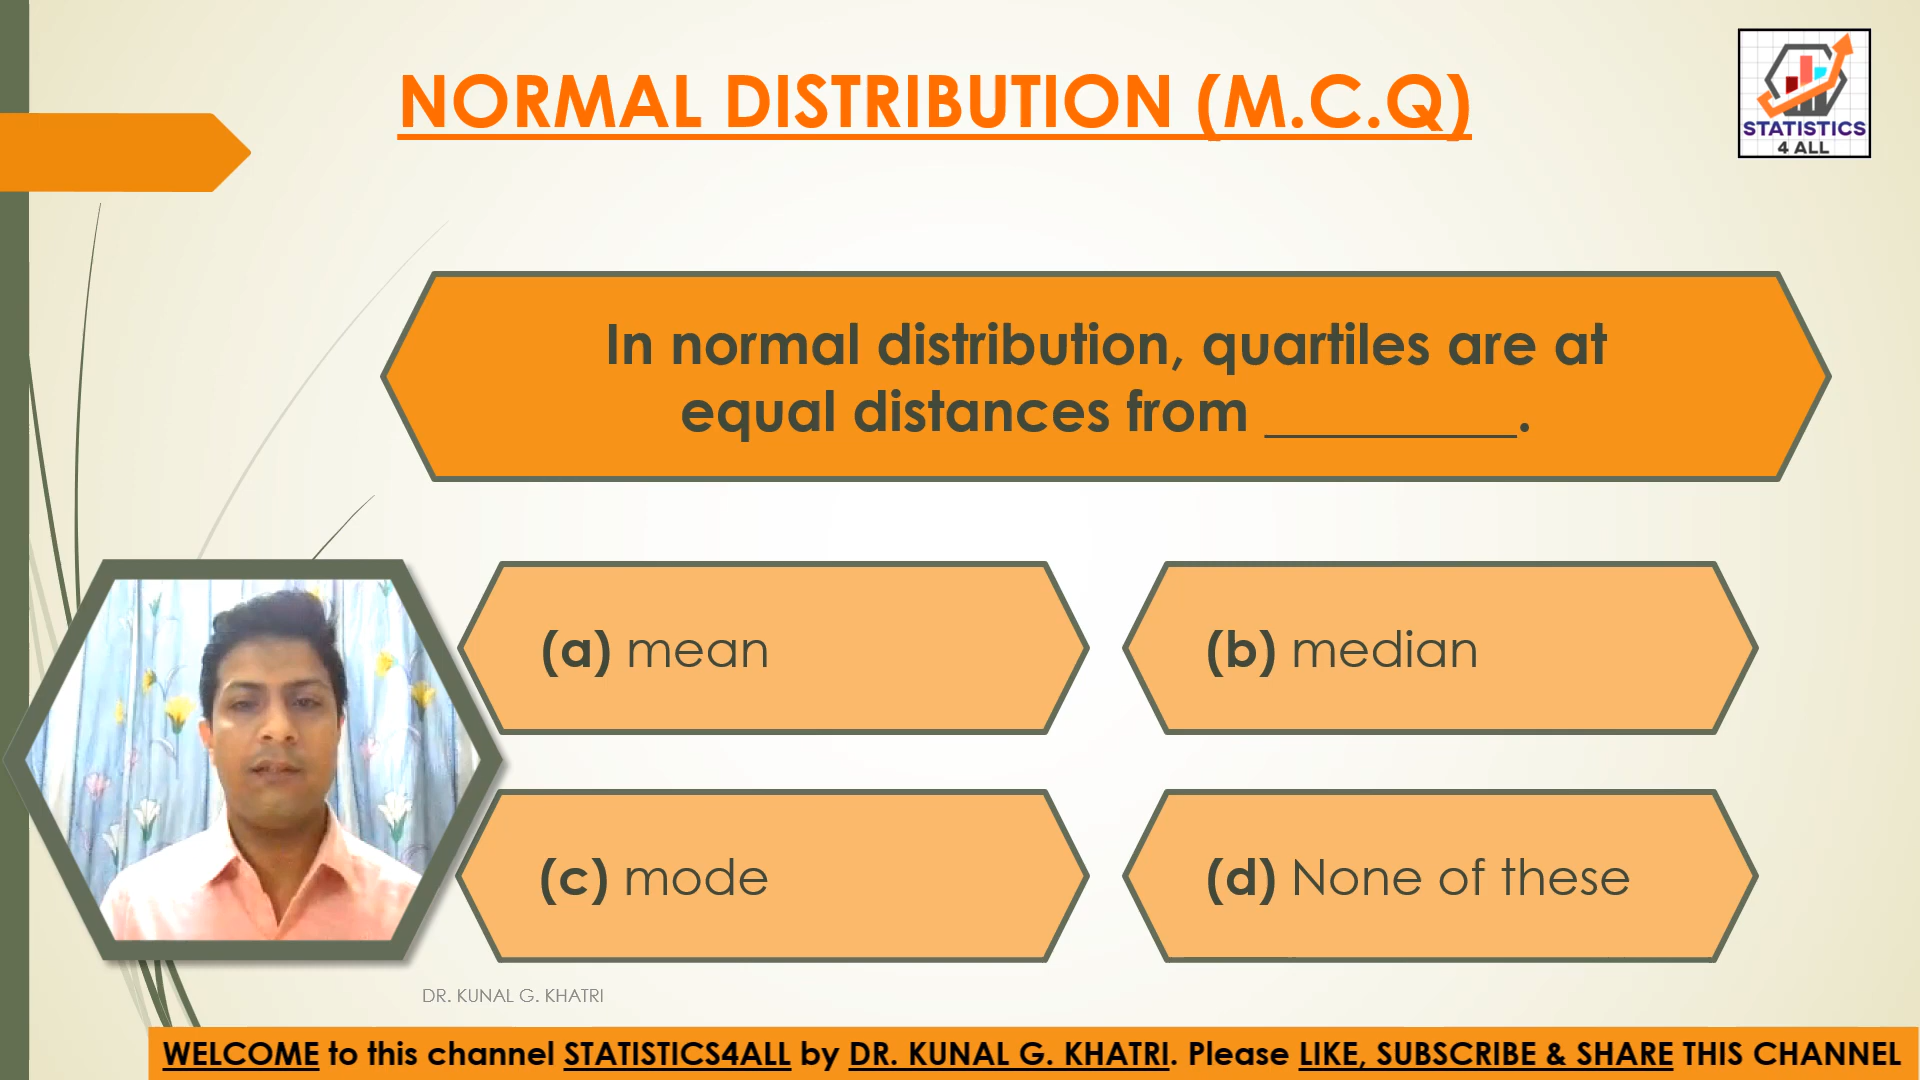 NORMAL DISTRIBUTION (M.C.Q)
STATISTICS
4 ALL
In normal distribution, quartiles are at
equal distances from _________.
(a) mean
(b) median
(c) mode
(d) None of these
DR. KUNAL G. KHATRI
WELCOME to this channel STATISTICS4ALL by DR. KUNAL G. KHATRI. Please LIKE, SUBSCRIBE & SHARE THIS CHANNEL